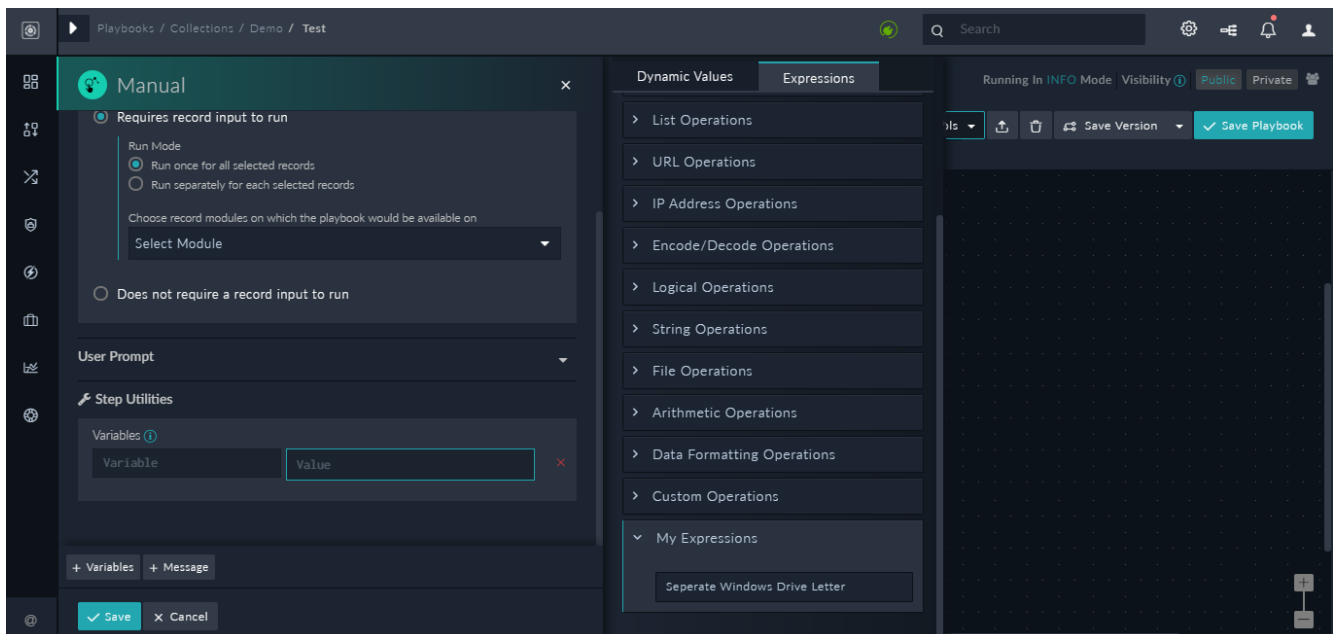 Playbooks / Collections / Demo / Test
Search
Manual
Requires record input to run
Run Mode
Run once for all selected records
Run separately for each selected records
Choose record modules on which the playbook would be available on
Select Module
Does not require a record input to run
User Prompt
Step Utilities
Variables
Variable
Value
+ Variables
+ Message
Save
Cancel
@
Dynamic Values
Expressions
List Operations
URL Operations
IP Address Operations
Encode/Decode Operations
Logical Operations
String Operations
File Operations
Arithmetic Operations
Data Formatting Operations
Custom Operations
My Expressions
Seperate Windows Drive Letter
Running In INFO Mode
Visibility
Public
Private
Save Version
Save Playbook